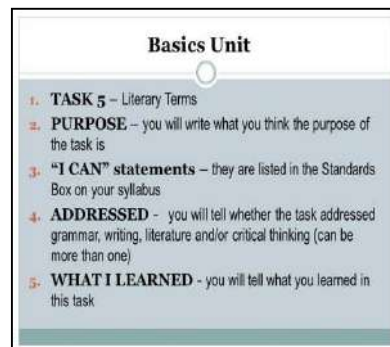 Basics Unit
1. TASK 5 – Literary Terms
2. PURPOSE – you will write what you think the purpose of
the task is
3. “I CAN” statements – they are listed in the Standards
Box on your syllabus
4. ADDRESSED - you will tell whether the task addressed
grammar, writing, literature and/or critical thinking (can be
more than one)
5. WHAT I LEARNED - you will tell what you learned in
this task